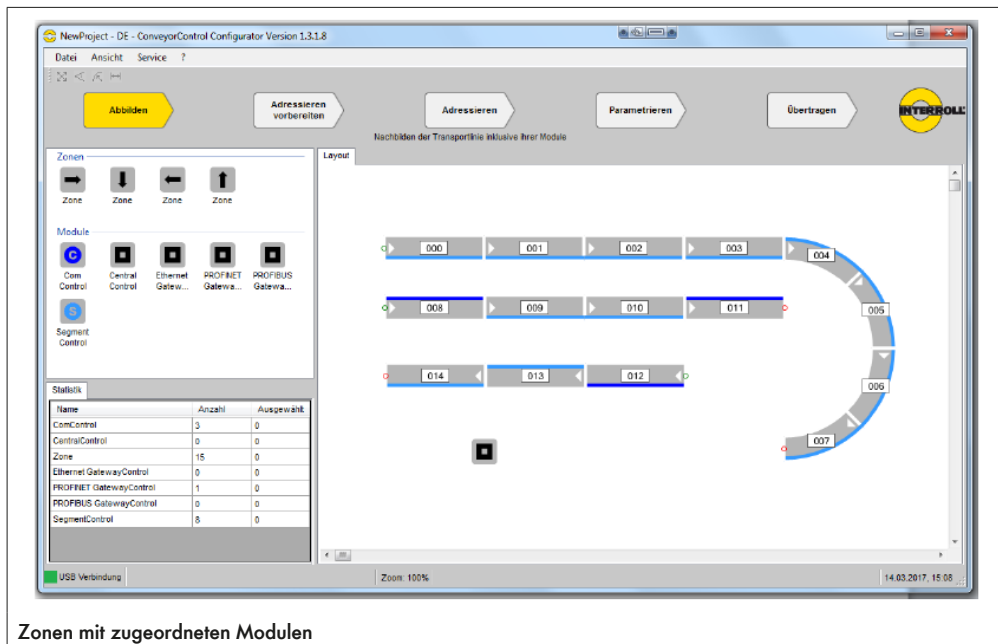 NewProject - DE - ConveyorControl Configurator Version 1.3.1.8
Datei Ansicht Service ?
Abbilden
Adressieren vorbereiten
Adressieren
Parametrieren
Übertragen
INTERROLL
Nachbilden der Transportlinie inklusive ihrer Module
Zonen
Zone Zone Zone Zone
Module
C
Com Control
Central Control
Ethernet Gatew...
PROFINET Gatewa...
PROFIBUS Gatewa...
S
Segment Control
Statistik
Name Anzahl Ausgewählt
ComControl 3 0
CentralControl 0 0
Zone 15 0
Ethernet GatewayControl 0 0
PROFINET GatewayControl 1 0
PROFIBUS GatewayControl 0 0
SegmentControl 8 0
Layout
000 001 002 003 004
008 009 010 011 005
014 013 012 006
007
USB Verbindung
Zoom: 100%
14.03.2017, 15:08
Zonen mit zugeordneten Modulen